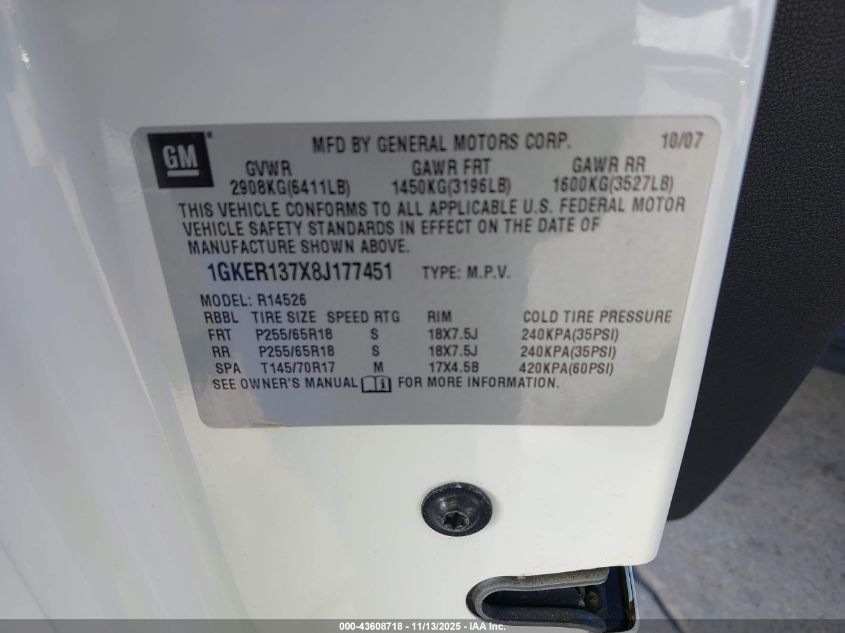 GM
MFD BY GENERAL MOTORS CORP. 10/07
GVWR GAWR FRT GAWR RR
2908KG(6411LB) 1450KG(3196LB) 1600KG(3527LB)
THIS VEHICLE CONFORMS TO ALL APPLICABLE U.S. FEDERAL MOTOR
VEHICLE SAFETY STANDARDS IN EFFECT ON THE DATE OF
MANUFACTURE SHOWN ABOVE.
1GKER137X8J177451 TYPE: M.P.V.
MODEL: R14526
RBBL TIRE SIZE SPEED RTG RIM COLD TIRE PRESSURE
FRT P255/65R18 S 18X7.5J 240KPA(35PSI)
RR P255/65R18 S 18X7.5J 240KPA(35PSI)
SPA T145/70R17 M 17X4.5B 420KPA(60PSI)
SEE OWNER'S MANUAL FOR MORE INFORMATION.
000-43608718 - 11/13/2025 - IAA Inc.